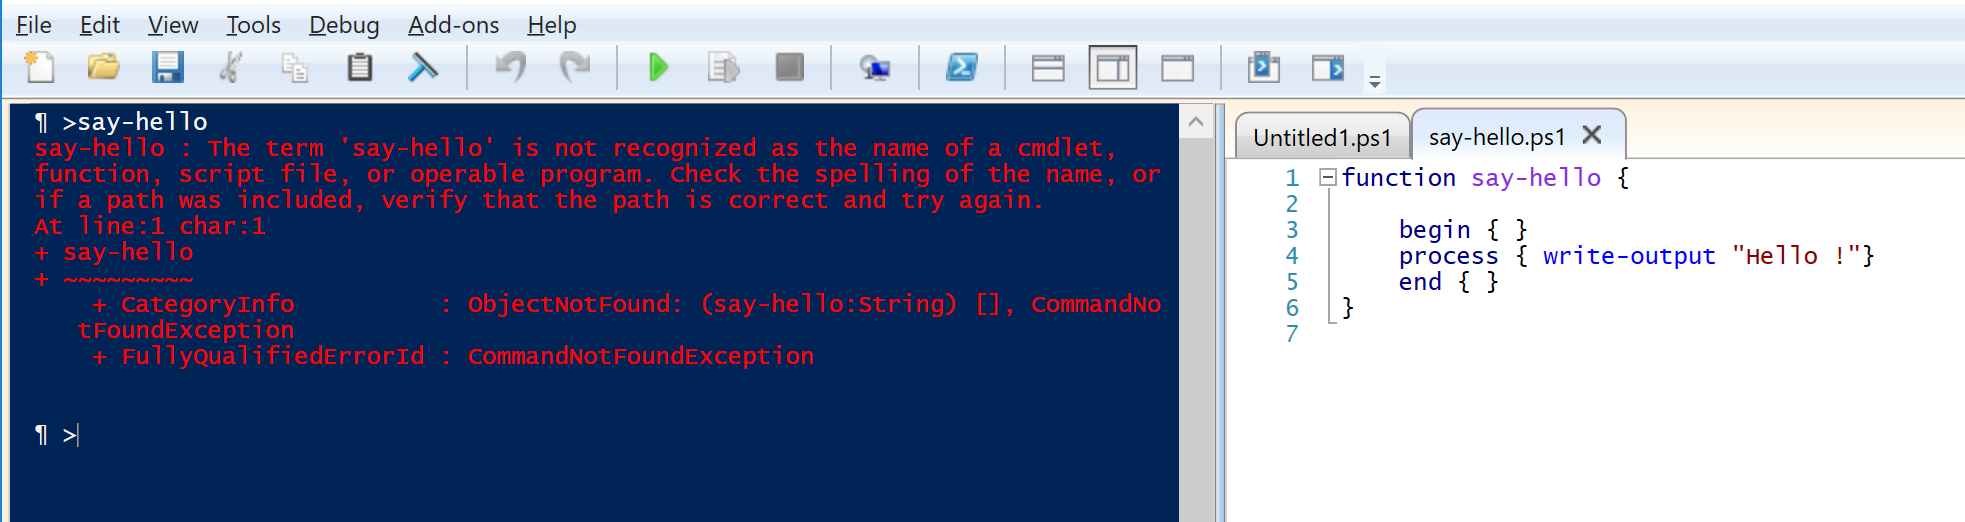 File Edit View Tools Debug Add-ons Help
¶ >say-hello
say-hello : The term 'say-hello' is not recognized as the name of a cmdlet,
function, script file, or operable program. Check the spelling of the name, or
if a path was included, verify that the path is correct and try again.
At line:1 char:1
+ say-hello
+ ~~~~~~~~~
+ CategoryInfo : ObjectNotFound: (say-hello:String) [], CommandNo
tFoundException
+ FullyQualifiedErrorId : CommandNotFoundException
¶ >
Untitled1.ps1 say-hello.ps1
1 function say-hello {
2
3 begin { }
4 process { write-output "Hello !"}
5 end { }
6 }
7